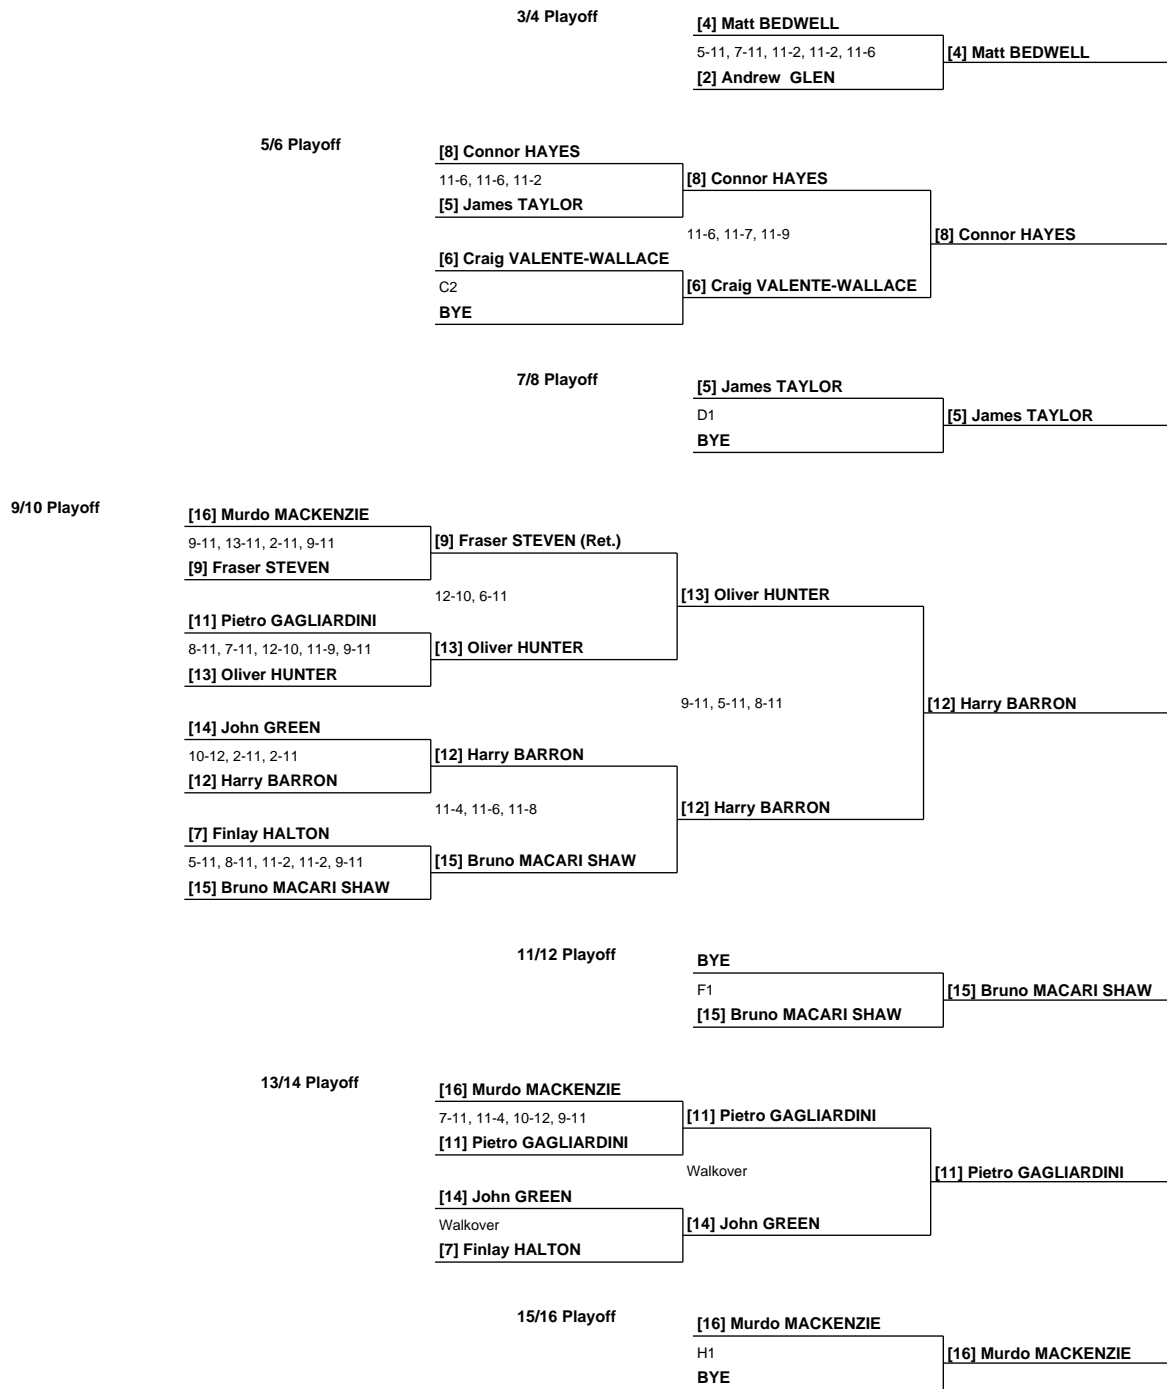 3/4 Playoff
[4] Matt BEDWELL
5-11, 7-11, 11-2, 11-2, 11-6
[4] Matt BEDWELL
[2] Andrew  GLEN
5/6 Playoff
[8] Connor HAYES
11-6, 11-6, 11-2
[8] Connor HAYES
[5] James TAYLOR
11-6, 11-7, 11-9
[8] Connor HAYES
[6] Craig VALENTE-WALLACE
C2
[6] Craig VALENTE-WALLACE
BYE
7/8 Playoff
[5] James TAYLOR
D1
[5] James TAYLOR
BYE
9/10 Playoff
[16] Murdo MACKENZIE
9-11, 13-11, 2-11, 9-11
[9] Fraser STEVEN (Ret.)
[9] Fraser STEVEN
12-10, 6-11
[13] Oliver HUNTER
[11] Pietro GAGLIARDINI
8-11, 7-11, 12-10, 11-9, 9-11
[13] Oliver HUNTER
[13] Oliver HUNTER
9-11, 5-11, 8-11
[12] Harry BARRON
[14] John GREEN
10-12, 2-11, 2-11
[12] Harry BARRON
[12] Harry BARRON
11-4, 11-6, 11-8
[12] Harry BARRON
[7] Finlay HALTON
5-11, 8-11, 11-2, 11-2, 9-11
[15] Bruno MACARI SHAW
[15] Bruno MACARI SHAW
11/12 Playoff
BYE
F1
[15] Bruno MACARI SHAW
[15] Bruno MACARI SHAW
13/14 Playoff
[16] Murdo MACKENZIE
7-11, 11-4, 10-12, 9-11
[11] Pietro GAGLIARDINI
[11] Pietro GAGLIARDINI
Walkover
[11] Pietro GAGLIARDINI
[14] John GREEN
Walkover
[14] John GREEN
[7] Finlay HALTON
15/16 Playoff
[16] Murdo MACKENZIE
H1
[16] Murdo MACKENZIE
BYE